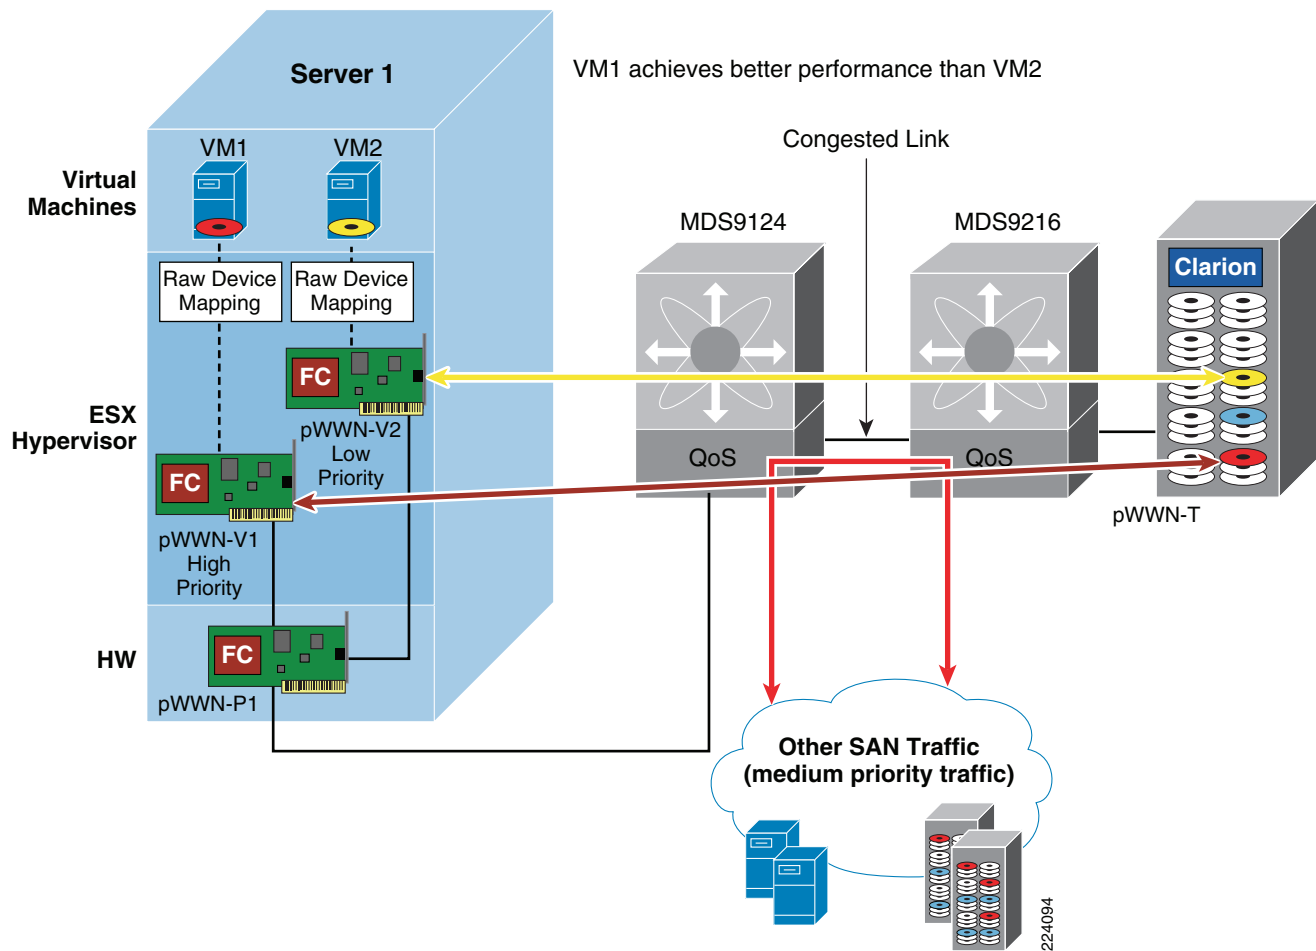 Server 1
VM1 achieves better performance than VM2
VM1
VM2
Virtual
Machines
Congested Link
MDS9124
MDS9216
Clarion
Raw Device
Mapping
Raw Device
Mapping
FC
ESX
Hypervisor
pWWN-V2
Low
Priority
QoS
QoS
FC
pWWN-T
pWWN-V1
High
Priority
HW
FC
pWWN-P1
Other SAN Traffic
(medium priority traffic)
224094